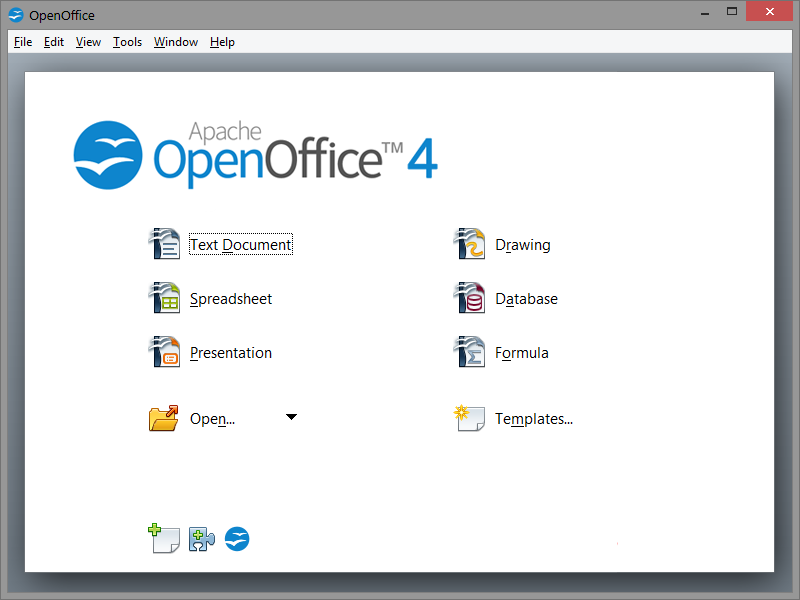 OpenOffice
File Edit View Tools Window Help
Apache
OpenOffice™ 4
Text Document
Drawing
Spreadsheet
Database
Presentation
Formula
Open...
Templates...